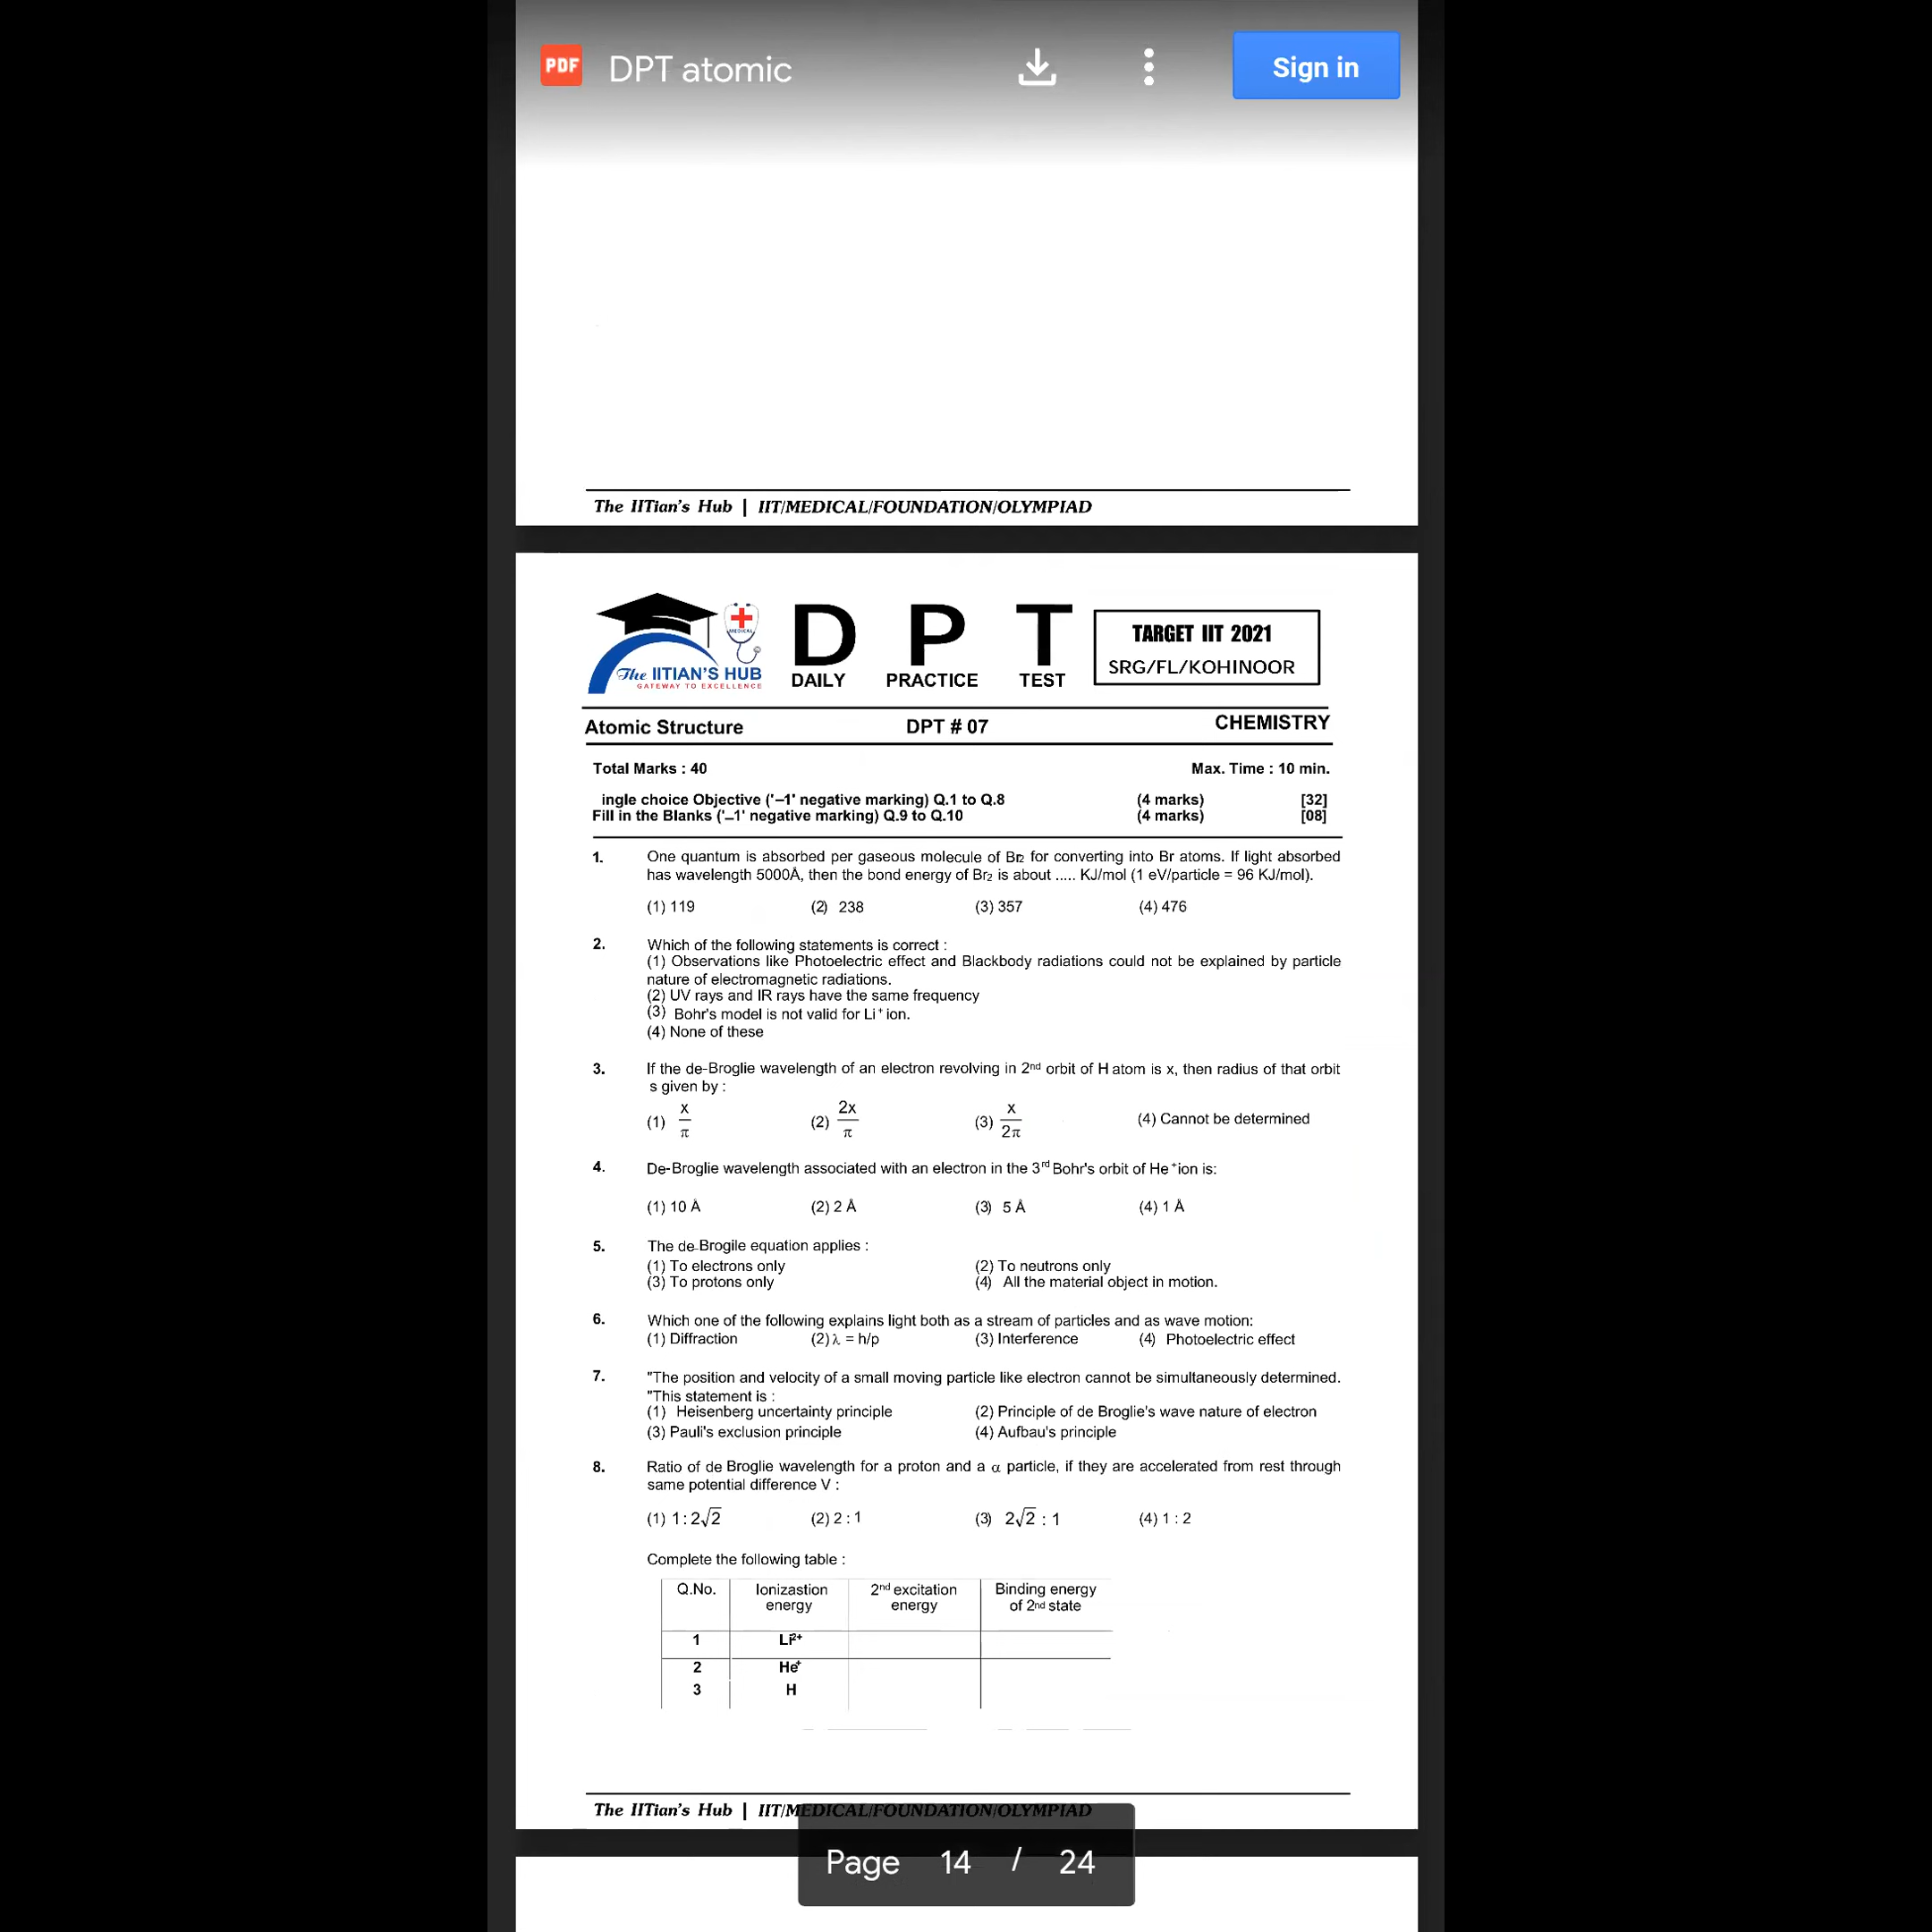 PDF DPT atomic Sign in
The IITian's Hub | IIT/MEDICAL/FOUNDATION/OLYMPIAD
MEDICAL
The IITIAN'S HUB
GATEWAY TO EXCELLENCE
D P T
DAILY PRACTICE TEST
TARGET IIT 2021
SRG/FL/KOHINOOR
Atomic Structure DPT # 07 CHEMISTRY
Total Marks : 40 Max. Time : 10 min.
ingle choice Objective ('–1' negative marking) Q.1 to Q.8 (4 marks) [32]
Fill in the Blanks ('–1' negative marking) Q.9 to Q.10 (4 marks) [08]
1. One quantum is absorbed per gaseous molecule of Br₂ for converting into Br atoms. If light absorbed
has wavelength 5000Å, then the bond energy of Br₂ is about ..... KJ/mol (1 eV/particle = 96 KJ/mol).
(1) 119 (2) 238 (3) 357 (4) 476
2. Which of the following statements is correct :
(1) Observations like Photoelectric effect and Blackbody radiations could not be explained by particle
nature of electromagnetic radiations.
(2) UV rays and IR rays have the same frequency
(3) Bohr's model is not valid for Li⁺ ion.
(4) None of these
3. If the de-Broglie wavelength of an electron revolving in 2nd orbit of H atom is x, then radius of that orbit
s given by :
(1) x/π (2) 2x/π (3) x/2π (4) Cannot be determined
4. De-Broglie wavelength associated with an electron in the 3rd Bohr's orbit of He⁺ ion is:
(1) 10 Å (2) 2 Å (3) 5 Å (4) 1 Å
5. The de-Brogile equation applies :
(1) To electrons only (2) To neutrons only
(3) To protons only (4) All the material object in motion.
6. Which one of the following explains light both as a stream of particles and as wave motion:
(1) Diffraction (2) λ = h/p (3) Interference (4) Photoelectric effect
7. "The position and velocity of a small moving particle like electron cannot be simultaneously determined.
"This statement is :
(1) Heisenberg uncertainty principle (2) Principle of de Broglie's wave nature of electron
(3) Pauli's exclusion principle (4) Aufbau's principle
8. Ratio of de Broglie wavelength for a proton and a α particle, if they are accelerated from rest through
same potential difference V :
(1) 1 : 2√2 (2) 2 : 1 (3) 2√2 : 1 (4) 1 : 2
Complete the following table :
Q.No. Ionizastion 2nd excitation Binding energy
energy energy of 2nd state
1 Li²⁺
2 He⁺
3 H
The IITian's Hub | IIT/MEDICAL/FOUNDATION/OLYMPIAD
Page 14 / 24